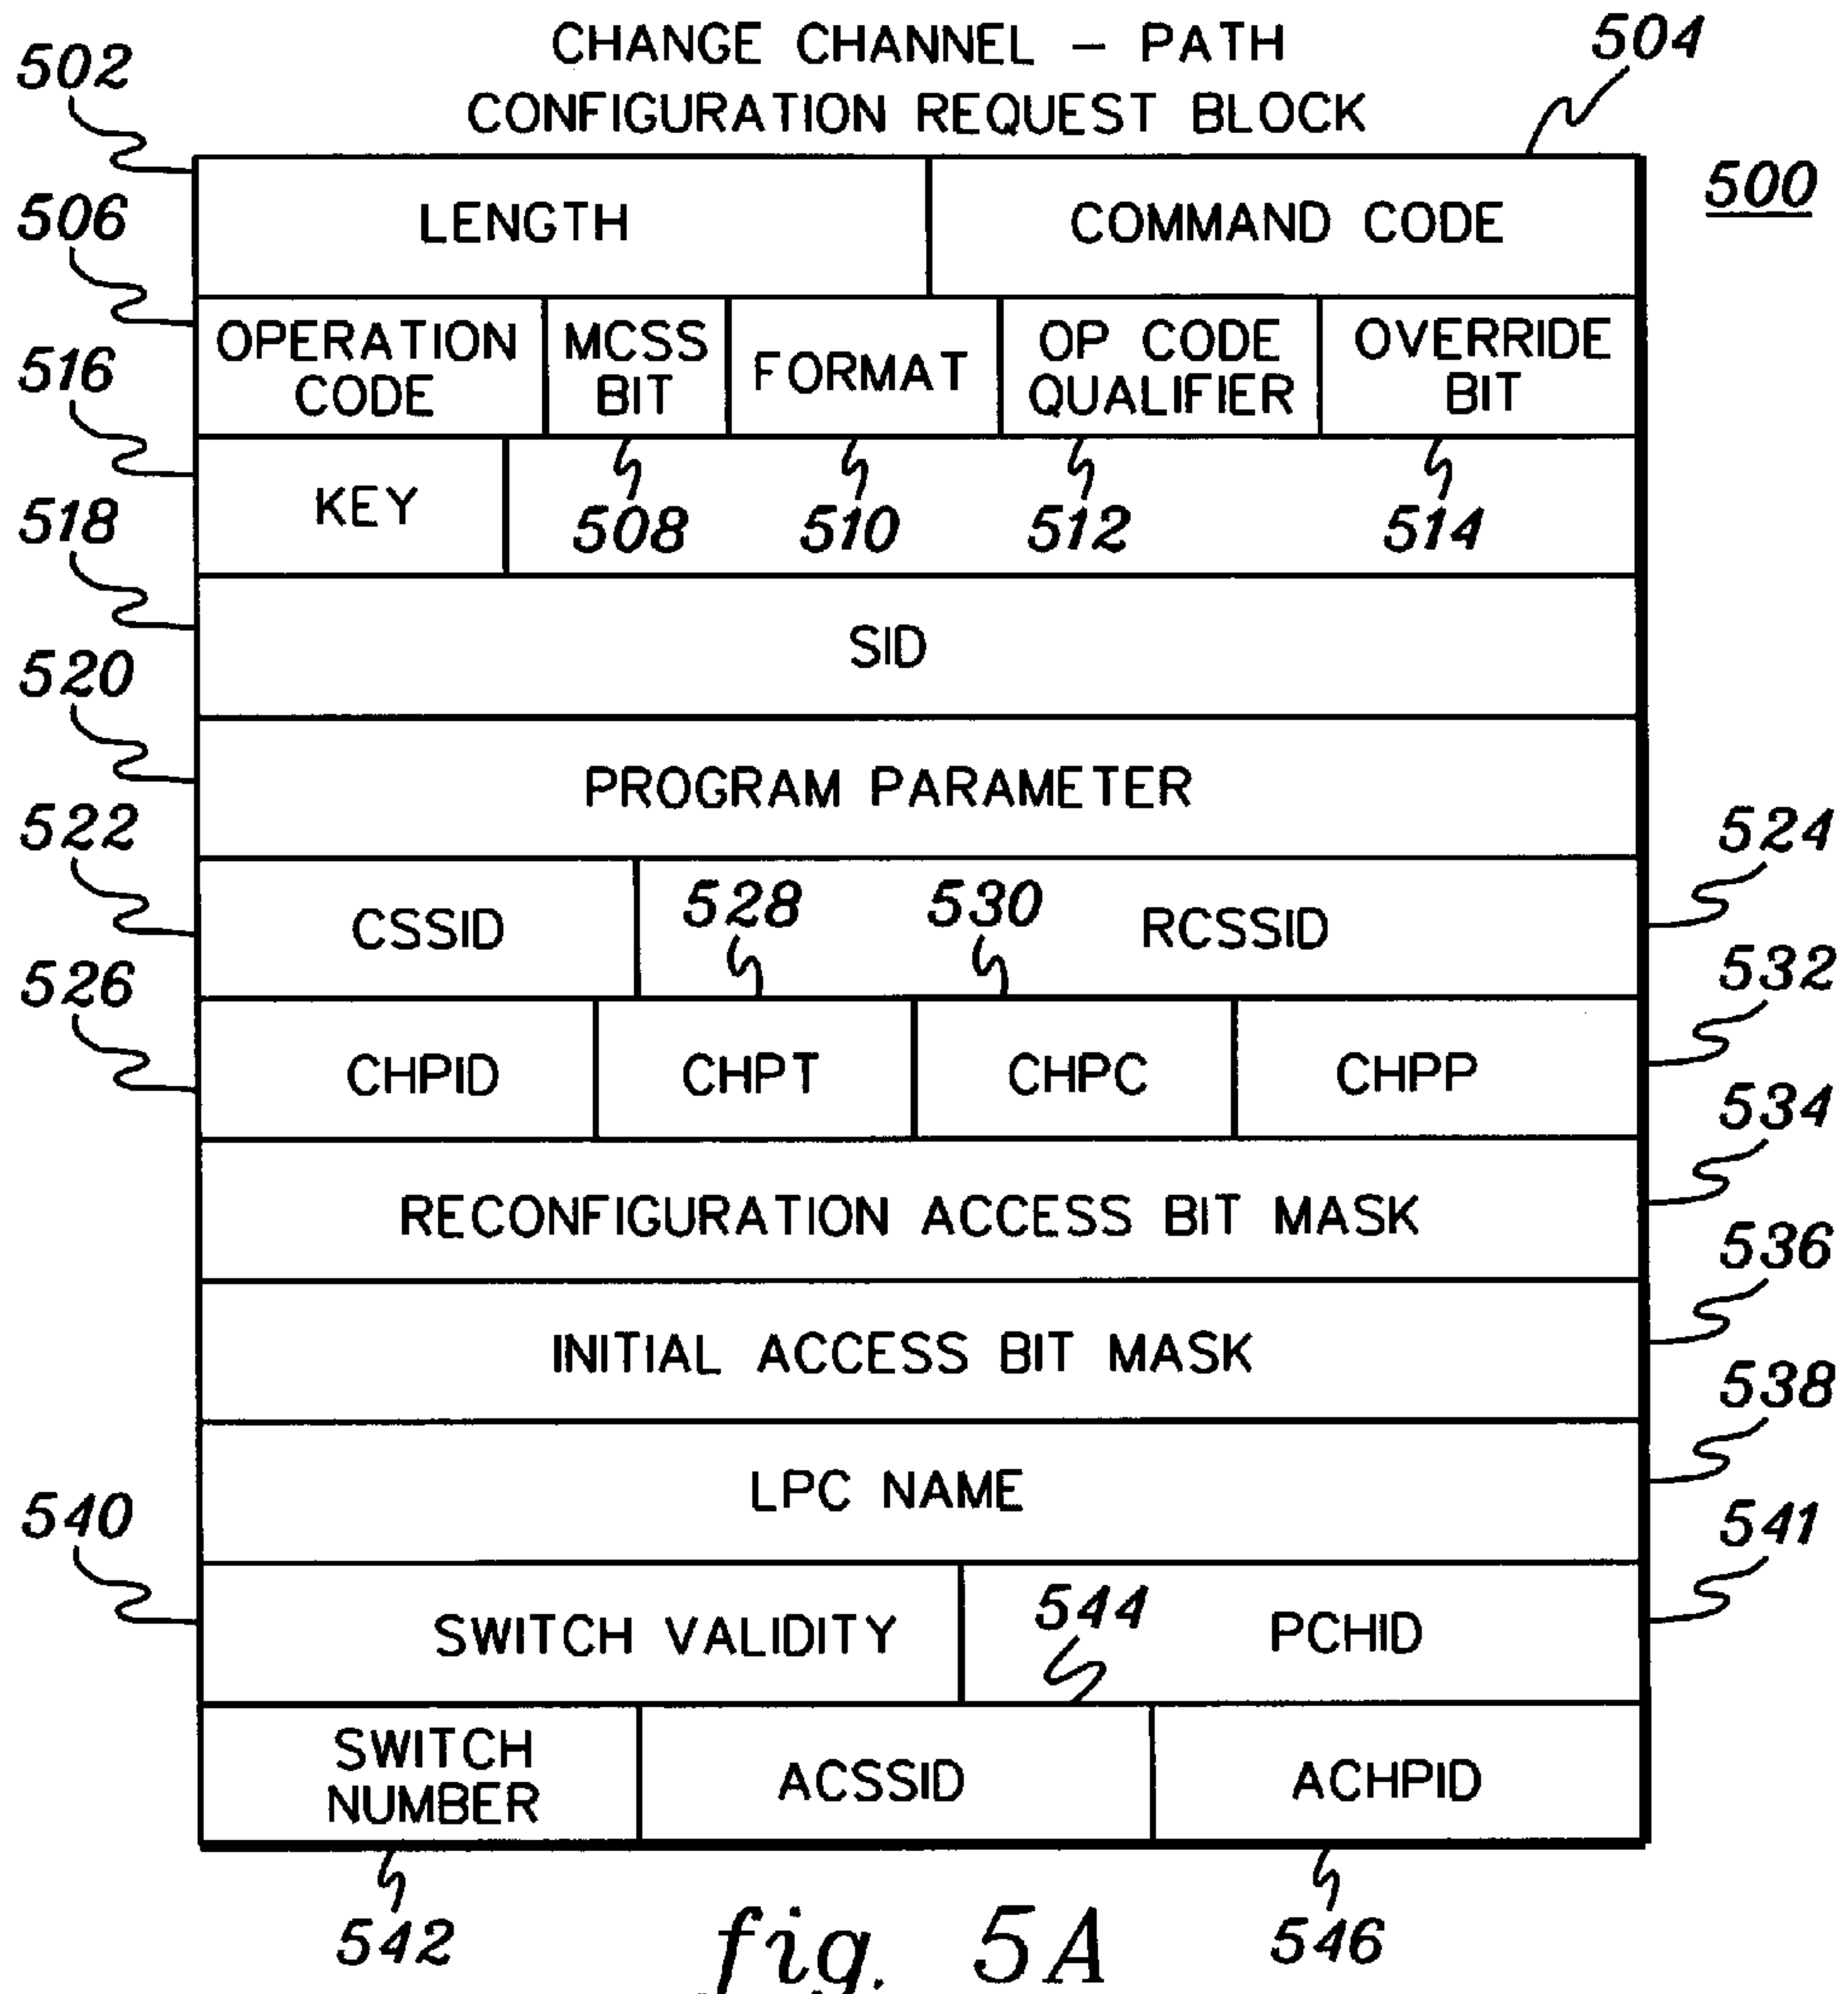 CHANGE CHANNEL – PATH
CONFIGURATION REQUEST BLOCK
500
502
504
LENGTH
COMMAND CODE
506
OPERATION
CODE
MCSS
BIT
FORMAT
OP CODE
QUALIFIER
OVERRIDE
BIT
516
KEY
508
510
512
514
518
SID
520
PROGRAM PARAMETER
522
CSSID
528
530
RCSSID
524
526
CHPID
CHPT
CHPC
CHPP
532
RECONFIGURATION ACCESS BIT MASK
534
INITIAL ACCESS BIT MASK
536
LPC NAME
538
540
SWITCH VALIDITY
544
PCHID
541
SWITCH
NUMBER
ACSSID
ACHPID
542
546
fig. 5A